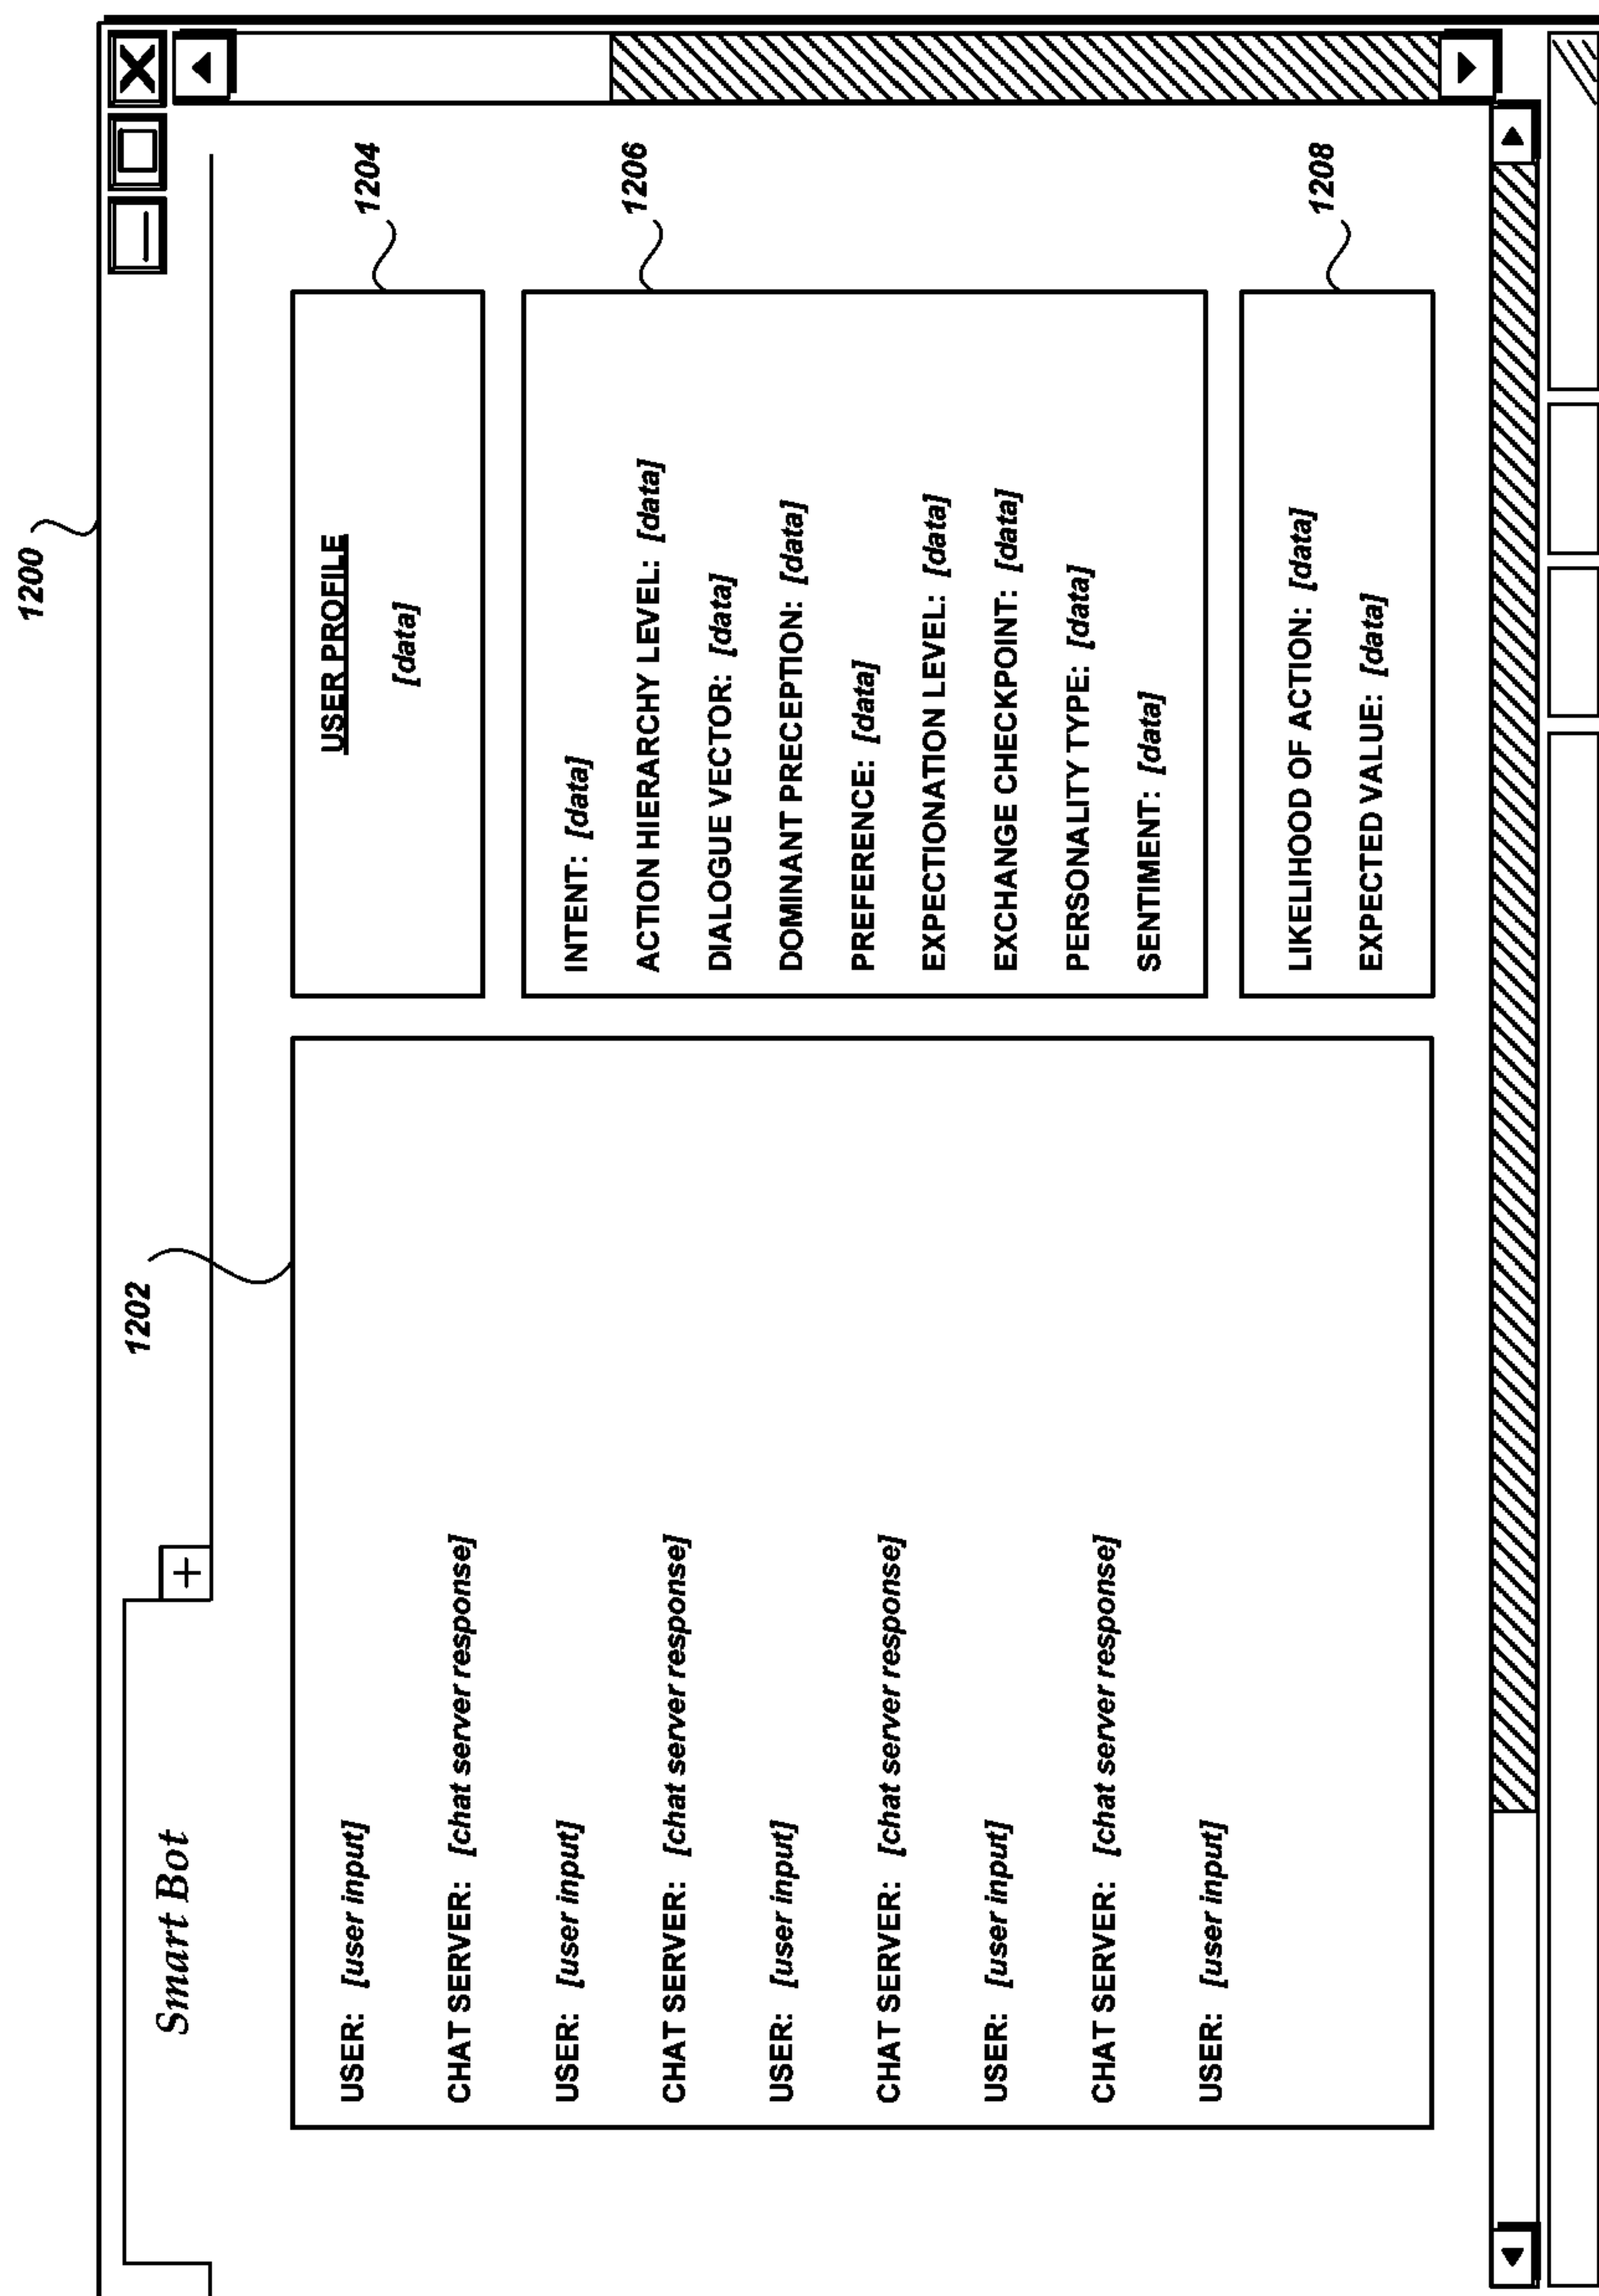 1200
Smart Bot
+
1202
USER: [user input]
CHAT SERVER: [chat server response]
USER: [user input]
CHAT SERVER: [chat server response]
USER: [user input]
CHAT SERVER: [chat server response]
USER: [user input]
CHAT SERVER: [chat server response]
USER: [user input]
1204
USER PROFILE
[data]
1206
INTENT: [data]
ACTION HIERARCHY LEVEL: [data]
DIALOGUE VECTOR: [data]
DOMINANT PRECEPTION: [data]
PREFERENCE: [data]
EXPECTIONATION LEVEL: [data]
EXCHANGE CHECKPOINT: [data]
PERSONALITY TYPE: [data]
SENTIMENT: [data]
1208
LIKELIHOOD OF ACTION: [data]
EXPECTED VALUE: [data]